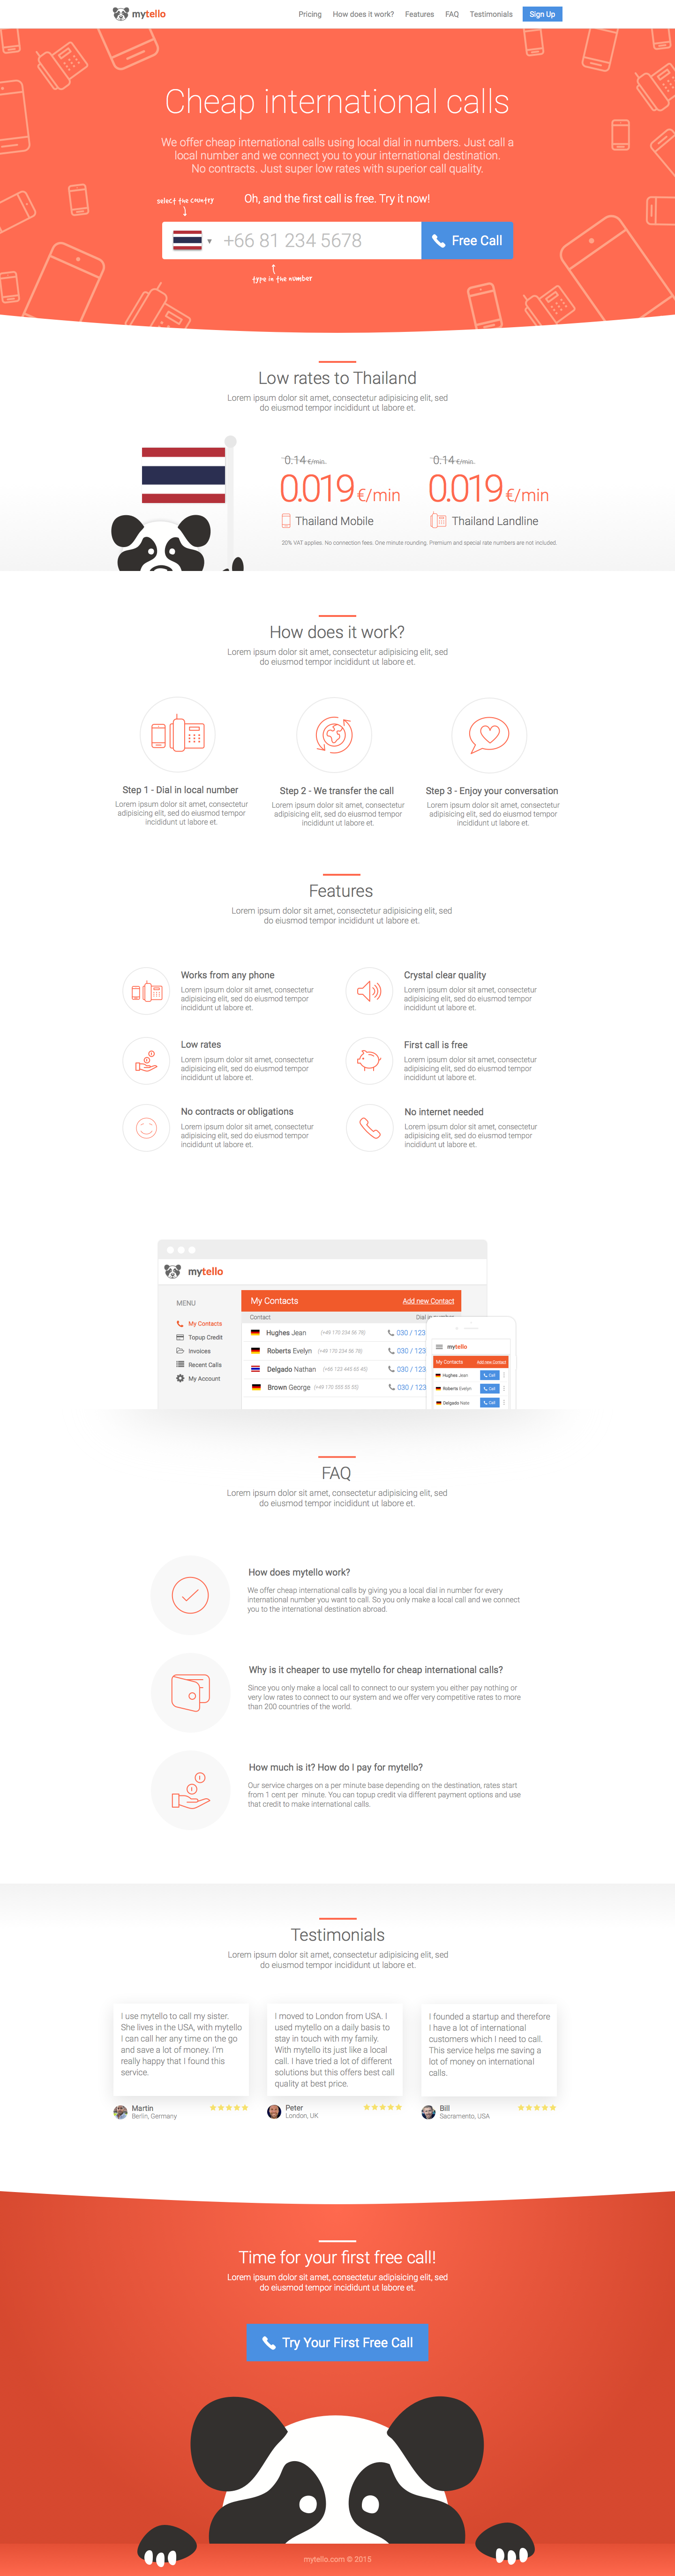 mytello
Pricing How does it work? Features FAQ Testimonials Sign Up
Cheap international calls
We offer cheap international calls using local dial in numbers. Just call a
local number and we connect you to your international destination.
No contracts. Just super low rates with superior call quality.
Oh, and the first call is free. Try it now!
select the country
+66 81 234 5678
Free Call
type in the number
Low rates to Thailand
Lorem ipsum dolor sit amet, consectetur adipisicing elit, sed
do eiusmod tempor incididunt ut labore et.
0.14 €/min.
0.019 €/min
Thailand Mobile
0.14 €/min.
0.019 €/min
Thailand Landline
20% VAT applies. No connection fees. One minute rounding. Premium and special rate numbers are not included.
How does it work?
Lorem ipsum dolor sit amet, consectetur adipisicing elit, sed
do eiusmod tempor incididunt ut labore et.
Step 1 - Dial in local number
Lorem ipsum dolor sit amet, consectetur
adipisicing elit, sed do eiusmod tempor
incididunt ut labore et.
Step 2 - We transfer the call
Lorem ipsum dolor sit amet, consectetur
adipisicing elit, sed do eiusmod tempor
incididunt ut labore et.
Step 3 - Enjoy your conversation
Lorem ipsum dolor sit amet, consectetur
adipisicing elit, sed do eiusmod tempor
incididunt ut labore et.
Features
Lorem ipsum dolor sit amet, consectetur adipisicing elit, sed
do eiusmod tempor incididunt ut labore et.
Works from any phone
Lorem ipsum dolor sit amet, consectetur
adipisicing elit, sed do eiusmod tempor
incididunt ut labore et.
Crystal clear quality
Lorem ipsum dolor sit amet, consectetur
adipisicing elit, sed do eiusmod tempor
incididunt ut labore et.
Low rates
Lorem ipsum dolor sit amet, consectetur
adipisicing elit, sed do eiusmod tempor
incididunt ut labore et.
First call is free
Lorem ipsum dolor sit amet, consectetur
adipisicing elit, sed do eiusmod tempor
incididunt ut labore et.
No contracts or obligations
Lorem ipsum dolor sit amet, consectetur
adipisicing elit, sed do eiusmod tempor
incididunt ut labore et.
No internet needed
Lorem ipsum dolor sit amet, consectetur
adipisicing elit, sed do eiusmod tempor
incididunt ut labore et.
mytello
MENU
My Contacts
Topup Credit
Invoices
Recent Calls
My Account
My Contacts Add new Contact
Contact Dial in
Hughes Jean (+49 170 234 56 78) 030 / 123
Roberts Evelyn (+49 170 234 56 78) 030 / 123
Delgado Nathan 030 / 123
Brown George 030 / 123
mytello
My Contacts Add new Contact
Hughes Jean Call
Roberts Evelyn Call
Delgado Call
FAQ
Lorem ipsum dolor sit amet, consectetur adipisicing elit, sed
do eiusmod tempor incididunt ut labore et.
How does mytello work?
We offer cheap international calls by giving you a local dial in number for every
international number you want to call. So you only make a local call and we connect
you to the international destination abroad.
Why is it cheaper to use mytello for cheap international calls?
Since you only make a local call to connect to our system you either pay nothing or
very low rates to connect to our system and we offer very competitive rates to more
than 200 countries of the world.
How much is it? How do I pay for mytello?
Our service charges on a per minute base depending on the destination, rates start
from 1 cent per minute. You can topup credit via different payment options and use
that credit to make international calls.
Testimonials
Lorem ipsum dolor sit amet, consectetur adipisicing elit, sed
do eiusmod tempor incididunt ut labore et.
I use mytello to call my sister.
She lives in the USA, with mytello
I can call her any time on the go
and save a lot of money. I'm
really happy that I found this
service.
Martin
Berlin, Germany
I moved to London from USA. I
used mytello on a daily basis to
stay in touch with my family.
With mytello its just like a local
call. I have tried a lot of different
solutions but this offers best call
quality at best price.
Peter
London, UK
I founded a startup and therefore
I have a lot of international
customers which I need to call.
This service helps me saving a
lot of money on international
calls.
Bill
Sacramento, USA
Time for your first free call!
Lorem ipsum dolor sit amet, consectetur adipisicing elit, sed
do eiusmod tempor incididunt ut labore et.
Try Your First Free Call
mytello.com © 2015